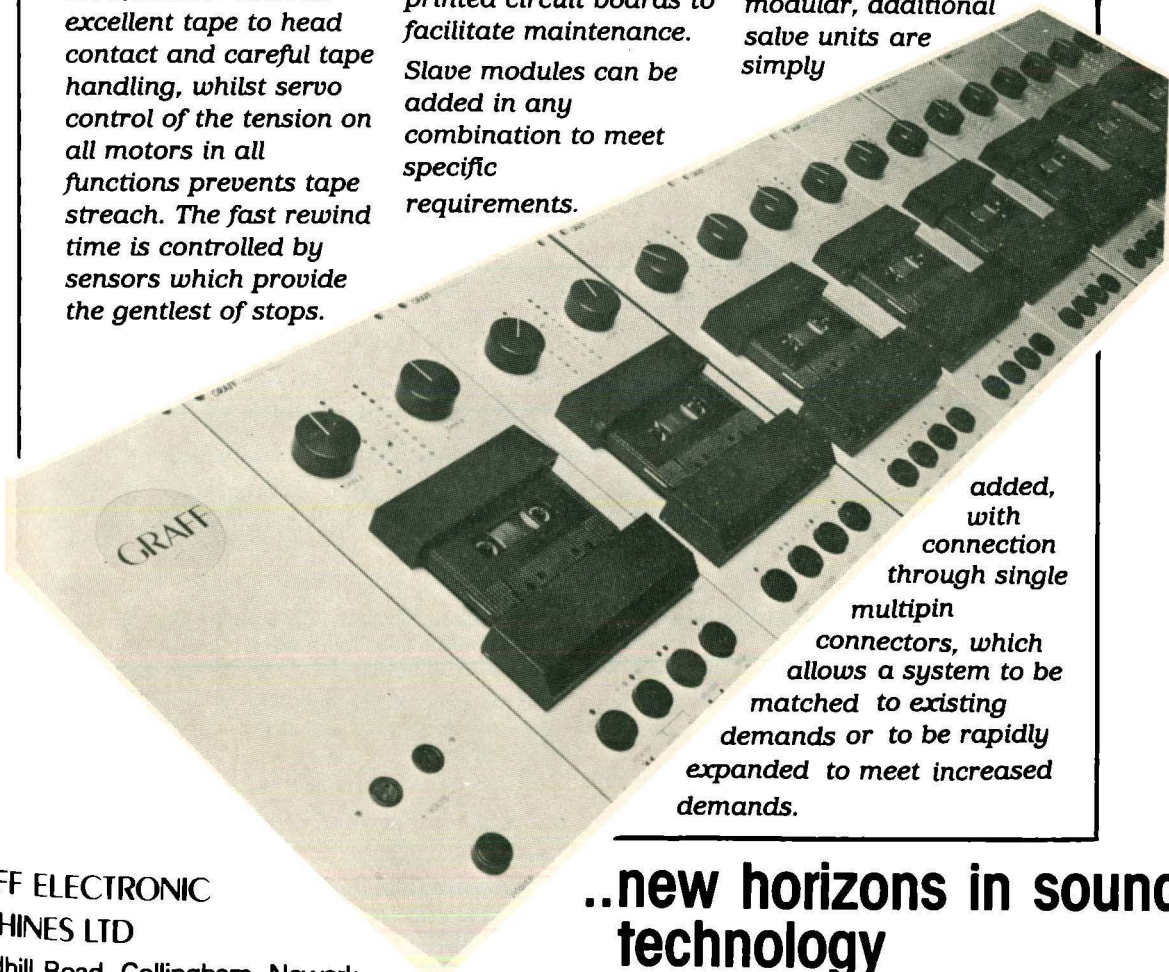 excellent tape to head
contact and careful tape
handling, whilst servo
control of the tension on
all motors in all
functions prevents tape
streach. The fast rewind
time is controlled by
sensors which provide
the gentlest of stops.
printed circuit boards to
facilitate maintenance.
Slave modules can be
added in any
combination to meet
specific
requirements.
modular, additional
salve units are
simply
added,
with
connection
through single
multipin
connectors, which
allows a system to be
matched to existing
demands or to be rapidly
expanded to meet increased
demands.
GRAFF
GRAFF
GRAFF
FF ELECTRONIC
HINES LTD
Road, Collingham, Newark
..new horizons in sound
technology